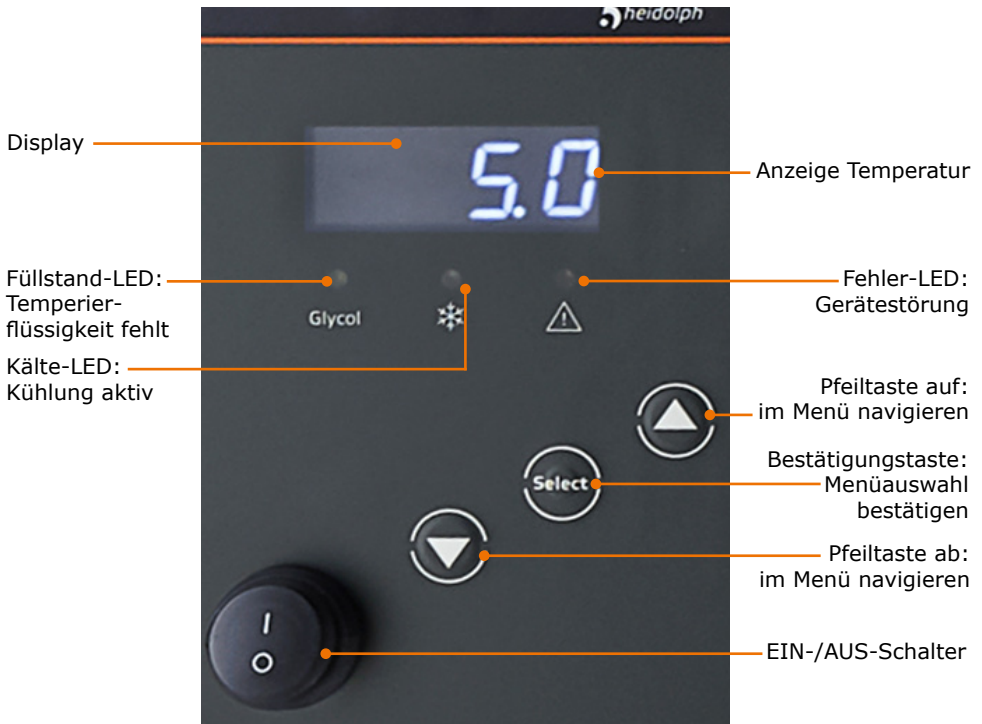 heidolph
Display
5.0
Anzeige Temperatur
Füllstand-LED:
Temperier-
flüssigkeit fehlt
Fehler-LED:
Gerätestörung
Glycol
Kälte-LED:
Kühlung aktiv
Pfeiltaste auf:
im Menü navigieren
Bestätigungstaste:
Menüauswahl
bestätigen
Select
Pfeiltaste ab:
im Menü navigieren
EIN-/AUS-Schalter
I
O